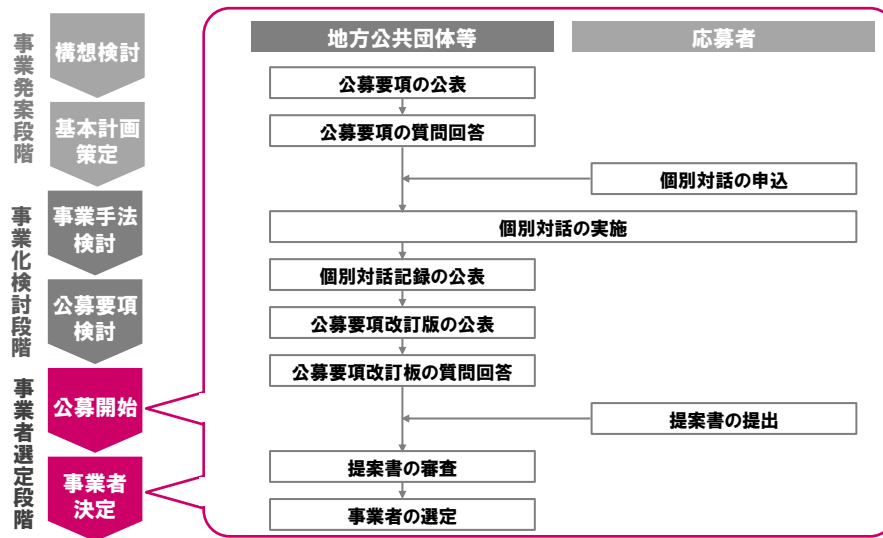 事業発案段階
構想検討
基本計画
策定
事業化検討段階
事業手法
検討
公募要項
検討
事業者選定段階
公募開始
事業者
決定
地方公共団体等
応募者
公募要項の公表
公募要項の質問回答
個別対話の申込
個別対話の実施
個別対話記録の公表
公募要項改訂版の公表
公募要項改訂板の質問回答
提案書の提出
提案書の審査
事業者の選定